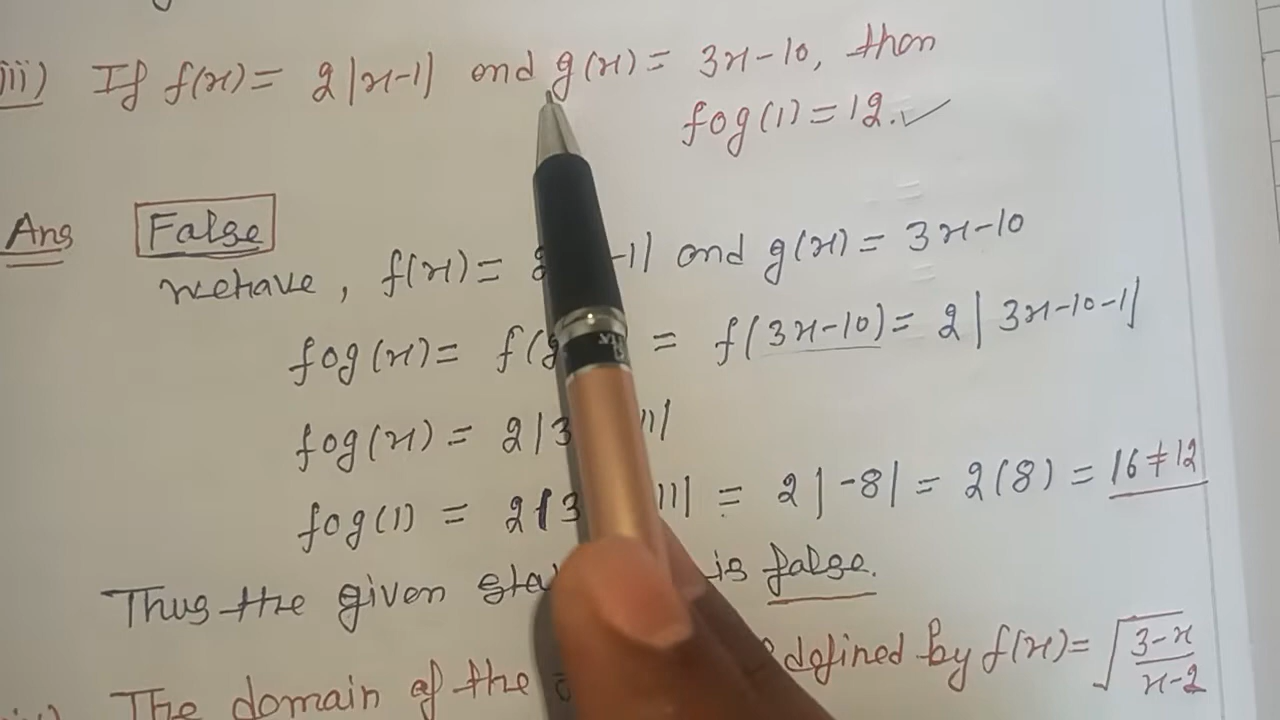 iii) If f(x) = 2|x-1| and g(x) = 3x-10, then
fog(1) = 12. ✓
Ans False
we have, f(x) = -1| and g(x) = 3x-10
fog(x) = f( = f(3x-10) = 2|3x-10-1|
fog(x) = 2|3 11|
fog(1) = 2|3 11| = 2|-8| = 2(8) = 16 ≠ 12
Thus the given is false.
The domain of the defined by f(x) = √(3-x/x-2)